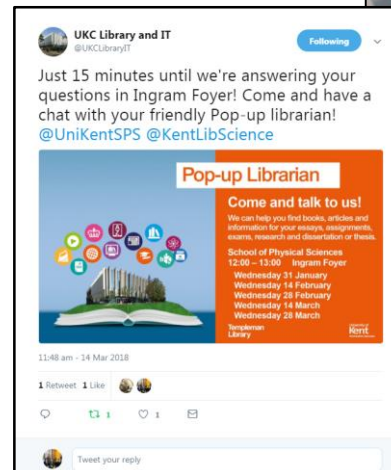 UKC Library and IT
@UKCLibraryIT
Following
Just 15 minutes until we're answering your
questions in Ingram Foyer! Come and have a
chat with your friendly Pop-up librarian!
@UniKentSPS @KentLibScience
Pop-up Librarian
Come and talk to us!
We can help you find books, articles and
information for your essays, assignments,
exams, research and dissertation or thesis.
School of Physical Sciences
12:00 – 13:00 Ingram Foyer
Wednesday 31 January
Wednesday 14 February
Wednesday 28 February
Wednesday 14 March
Wednesday 28 March
Templeman
Library
Kent
11:48 am - 14 Mar 2018
1 Retweet 1 Like
1
1
Tweet your reply